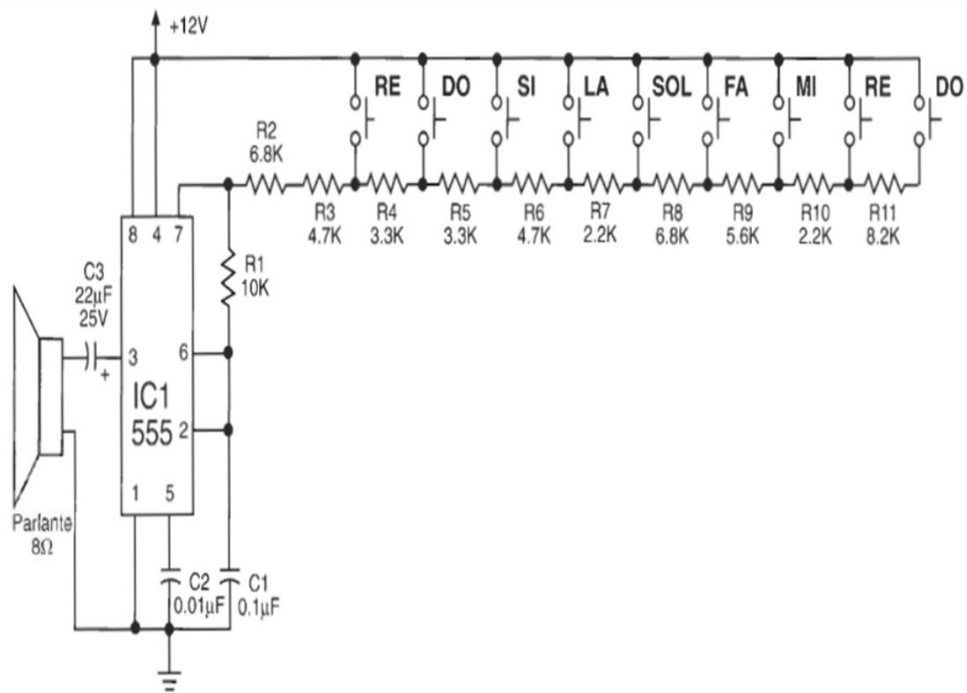 +12V
RE DO SI LA SOL FA MI RE DO
R2
6.8K
R3 R4 R5 R6 R7 R8 R9 R10 R11
4.7K 3.3K 3.3K 4.7K 2.2K 6.8K 5.6K 2.2K 8.2K
8 4 7
R1
10K
C3
22µF
25V
+
3 6
IC1
555 2
1 5
Parlante
8Ω
C2 C1
0.01µF 0.1µF